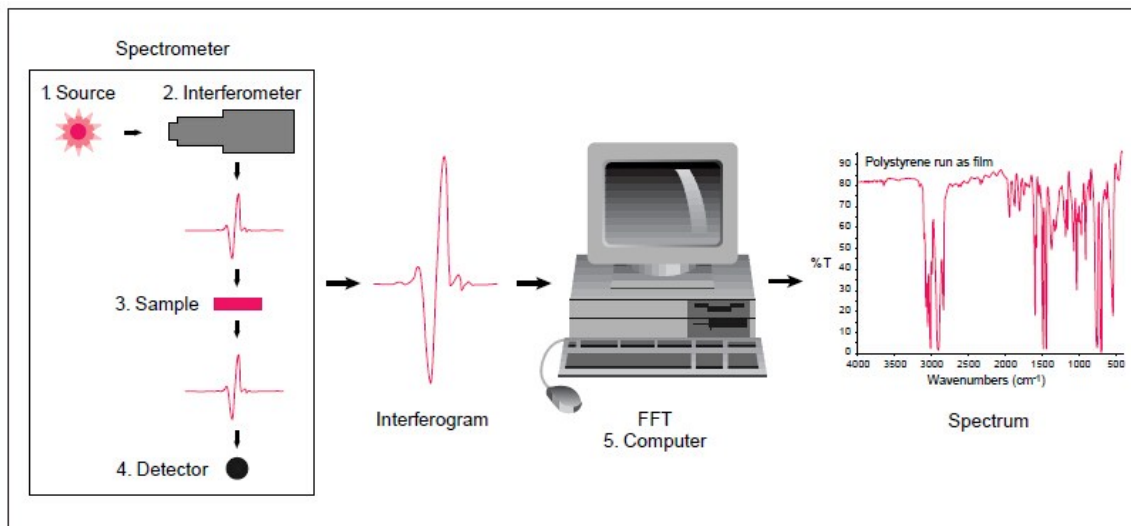 Spectrometer
1. Source
2. Interferometer
3. Sample
4. Detector
Interferogram
FFT
5. Computer
Polystyrene run as film
%T
90
80
70
60
50
40
30
20
10
0
4000 3500 3000 2500 2000 1500 1000 500
Wavenumbers (cm-1)
Spectrum